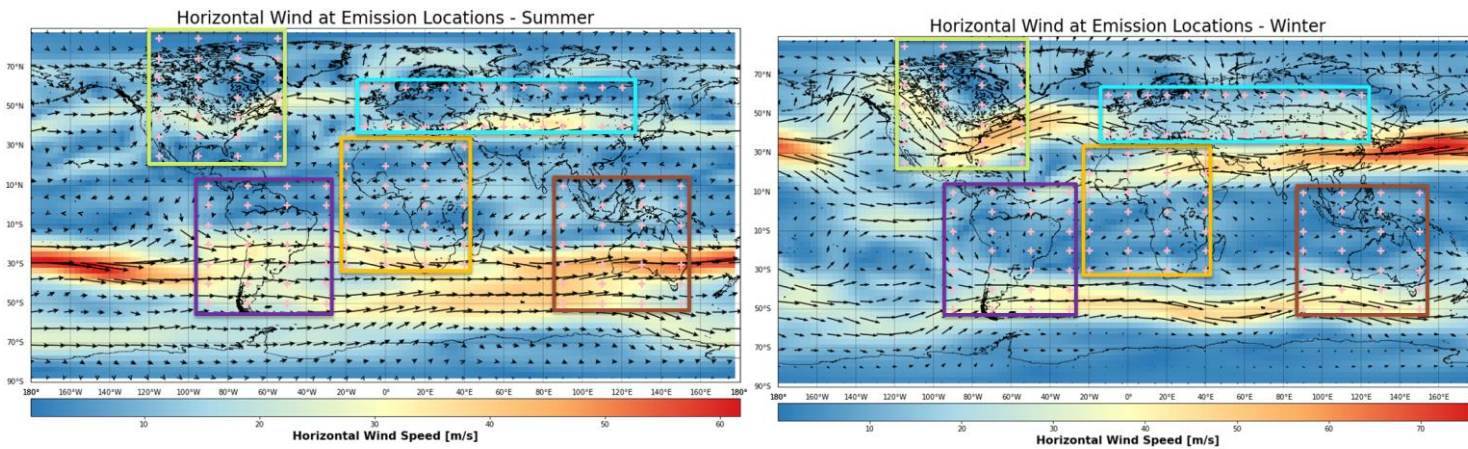 Horizontal Wind at Emission Locations - Summer
70°N
50°N
30°N
10°N
10°S
30°S
50°S
70°S
90°S
180° 160°W 140°W 120°W 100°W 80°W 60°W 40°W 20°W 0°E 20°E 40°E 60°E 80°E 100°E 120°E 140°E 160°E 180°
10 20 30 40 50 60
Horizontal Wind Speed [m/s]
Horizontal Wind at Emission Locations - Winter
70°N
50°N
30°N
10°N
10°S
30°S
50°S
70°S
90°S
180° 160°W 140°W 120°W 100°W 80°W 60°W 40°W 20°W 0°E 20°E 40°E 60°E 80°E 100°E 120°E 140°E 160°E
10 20 30 40 50 60 70
Horizontal Wind Speed [m/s]